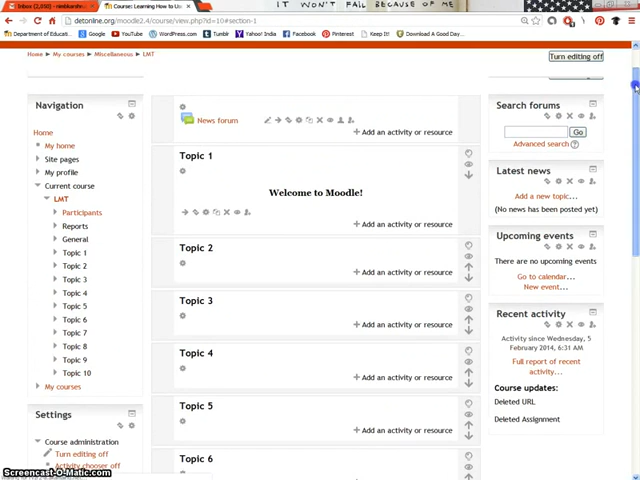 IT WON'T FAIL BECAUSE OF ME
Course: Learning How to Us
detonline.org/moodle2.4/course/view.php?id=10#section-1
Department of Educati...
Google
YouTube
WordPress.com
Tumblr
Yahoo! India
Facebook
Pinterest
Keep It!
Download A Good Day...
Home
My courses
Miscellaneous
LMT
Turn editing off
Navigation
Home
My home
Site pages
My profile
Current course
LMT
Participants
Reports
General
Topic 1
Topic 2
Topic 3
Topic 4
Topic 5
Topic 6
Topic 7
Topic 8
Topic 9
Topic 10
My courses
Settings
Course administration
Turn editing off
Activity chooser off
News forum
Add an activity or resource
Topic 1
Welcome to Moodle!
Add an activity or resource
Topic 2
Add an activity or resource
Topic 3
Add an activity or resource
Topic 4
Add an activity or resource
Topic 5
Add an activity or resource
Topic 6
Search forums
Go
Advanced search
Latest news
Add a new topic...
(No news has been posted yet)
Upcoming events
There are no upcoming events
Go to calendar...
New event...
Recent activity
Activity since Wednesday, 5
February 2014, 6:31 AM
Full report of recent
activity...
Course updates:
Deleted URL
Deleted Assignment
Screencast-O-Matic.com